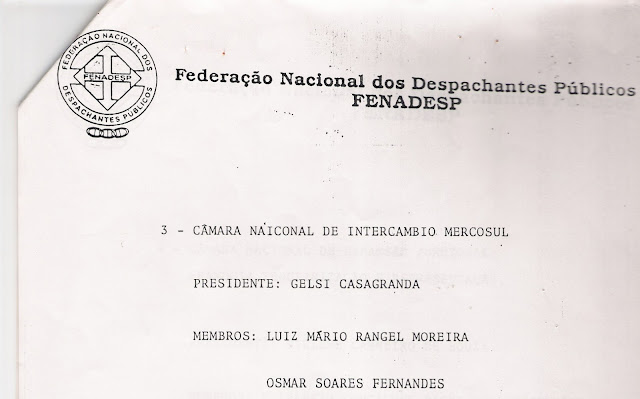 FEDERAÇÃO NACIONAL DOS
FENADESP
DESPACHANTES PÚBLICOS
Federação Nacional dos Despachantes Públicos
FENADESP
3 - CÂMARA NAICONAL DE INTERCAMBIO MERCOSUL
PRESIDENTE: GELSI CASAGRANDA
MEMBROS: LUIZ MÁRIO RANGEL MOREIRA
OSMAR SOARES FERNANDES